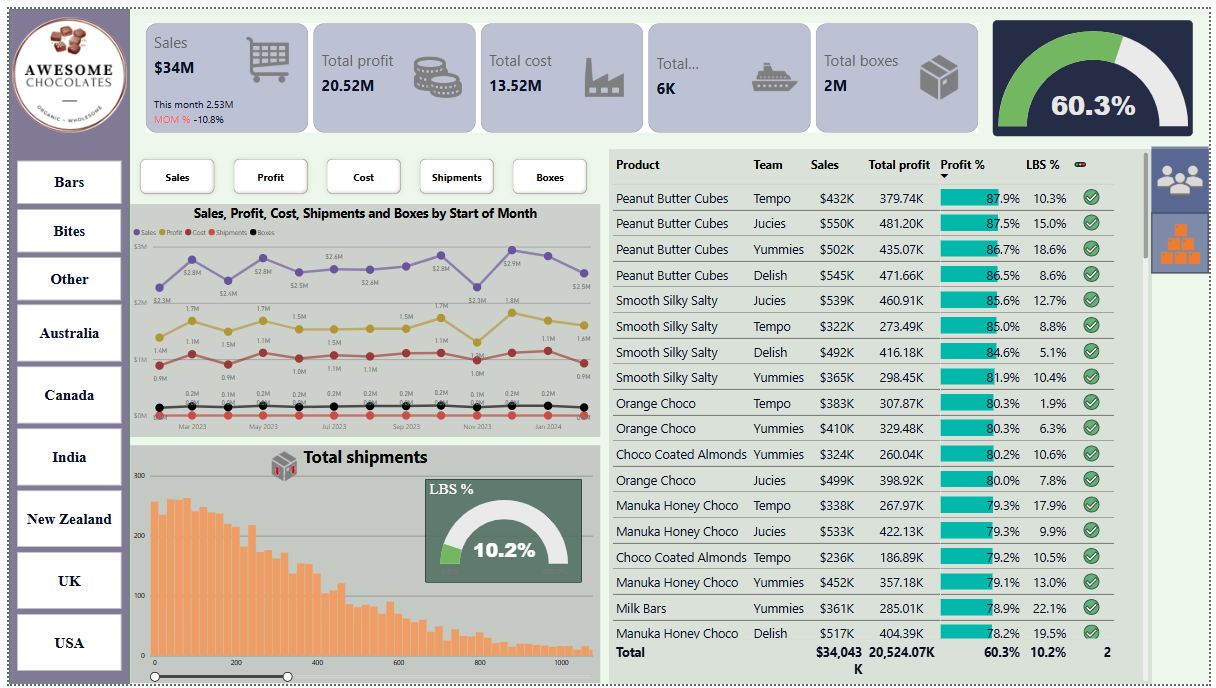 AWESOME
CHOCOLATES
ORGANIC - WHOLESOME
Sales
$34M
This month 2.53M
MOM % -10.8%
Total profit
20.52M
Total cost
13.52M
Total...
6K
Total boxes
2M
60.3%
Bars
Bites
Other
Australia
Canada
India
New Zealand
UK
USA
Sales
Profit
Cost
Shipments
Boxes
Sales, Profit, Cost, Shipments and Boxes by Start of Month
Sales Profit Cost Shipments Boxes
$3M
$2M
$1M
$0M
$2.3M
$2.8M
$2.4M
$2.8M
$2.5M
$2.6M
$2.6M
$2.8M
$2.3M
$2.9M
$2.5M
1.4M
1.7M
1.5M
1.7M
1.5M
1.5M
1.5M
1.7M
1.8M
1.6M
0.9M
1.1M
0.9M
1.1M
1.0M
1.1M
1.1M
1.1M
1.0M
1.1M
0.9M
0.2M
0.1M
0.2M
0.1M
0.2M
0.2M
0.2M
0.1M
0.2M
0.2M
Mar 2023
May 2023
Jul 2023
Sep 2023
Nov 2023
Jan 2024
Total shipments
300
200
100
0
0
200
400
600
800
1000
LBS %
10.2%
Product Team Sales Total profit Profit % LBS %
Peanut Butter Cubes Tempo $432K 379.74K 87.9% 10.3%
Peanut Butter Cubes Jucies $550K 481.20K 87.5% 15.0%
Peanut Butter Cubes Yummies $502K 435.07K 86.7% 18.6%
Peanut Butter Cubes Delish $545K 471.66K 86.5% 8.6%
Smooth Silky Salty Jucies $539K 460.91K 85.6% 12.7%
Smooth Silky Salty Tempo $322K 273.49K 85.0% 8.8%
Smooth Silky Salty Delish $492K 416.18K 84.6% 5.1%
Smooth Silky Salty Yummies $365K 298.45K 81.9% 10.4%
Orange Choco Tempo $383K 307.87K 80.3% 1.9%
Orange Choco Yummies $410K 329.48K 80.3% 6.3%
Choco Coated Almonds Yummies $324K 260.04K 80.2% 10.6%
Orange Choco Jucies $499K 398.92K 80.0% 7.8%
Manuka Honey Choco Tempo $338K 267.97K 79.3% 17.9%
Manuka Honey Choco Jucies $533K 422.13K 79.3% 9.9%
Choco Coated Almonds Tempo $236K 186.89K 79.2% 10.5%
Manuka Honey Choco Yummies $452K 357.18K 79.1% 13.0%
Milk Bars Yummies $361K 285.01K 78.9% 22.1%
Manuka Honey Choco Delish $517K 404.39K 78.2% 19.5%
Total $34,043 20,524.07K 60.3% 10.2% 2
K